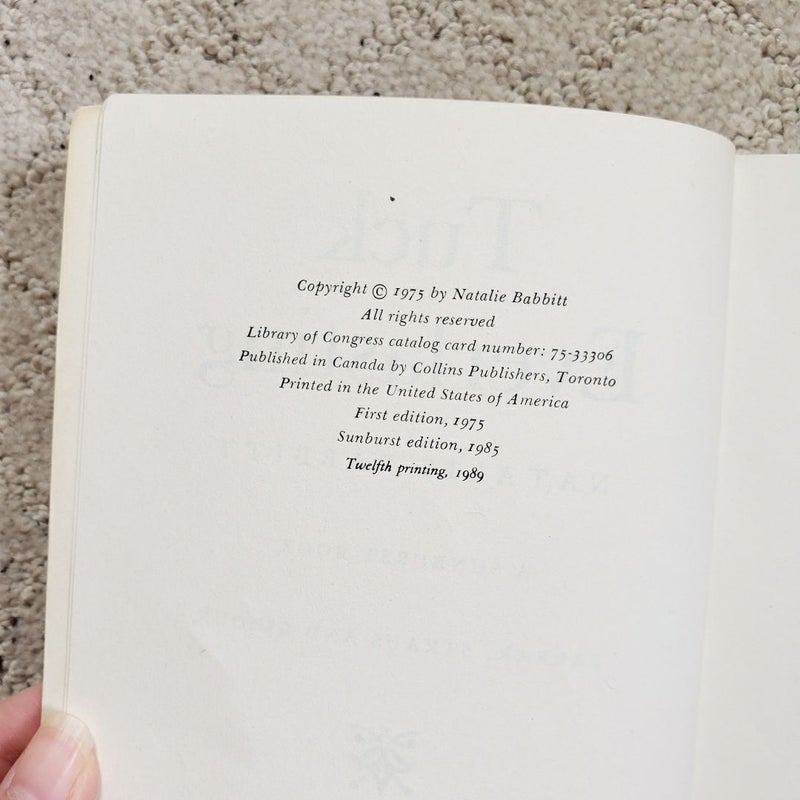 Copyright © 1975 by Natalie Babbitt
All rights reserved
Library of Congress catalog card number: 75-33306
Published in Canada by Collins Publishers, Toronto
Printed in the United States of America
First edition, 1975
Sunburst edition, 1985
Twelfth printing, 1989